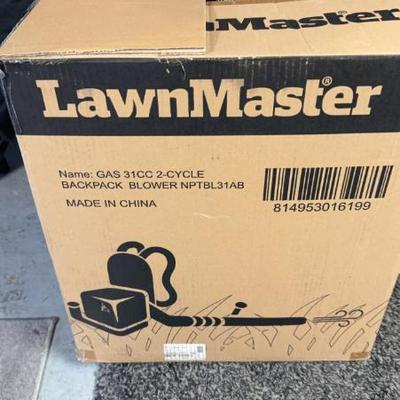 LawnMaster
LawnMaster®
Name: GAS 31CC 2-CYCLE
BACKPACK BLOWER NPTBL31AB
MADE IN CHINA
814953016199